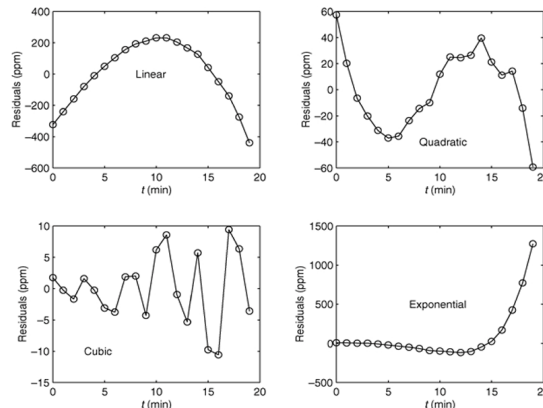 400
200
0
−200
−400
−600
0 5 10 15 20
Residuals (ppm)
t (min)
Linear
60
40
20
0
−20
−40
−60
0 5 10 15 20
Residuals (ppm)
t (min)
Quadratic
10
5
0
−5
−10
−15
0 5 10 15 20
Residuals (ppm)
t (min)
Cubic
1500
1000
500
0
−500
0 5 10 15 20
Residuals (ppm)
t (min)
Exponential